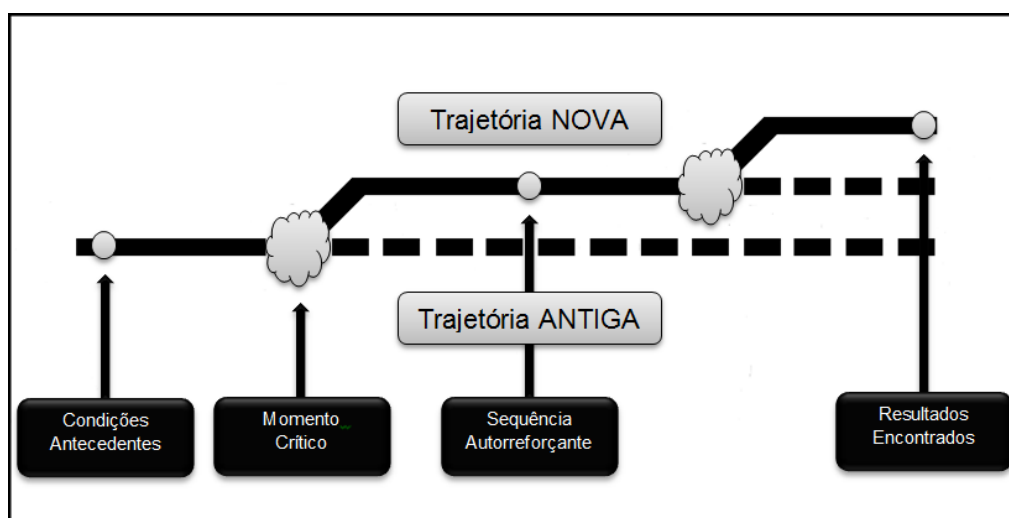 Trajetória NOVA
Trajetória ANTIGA
Condições
Antecedentes
Momento
Crítico
Sequência
Autorreforçante
Resultados
Encontrados